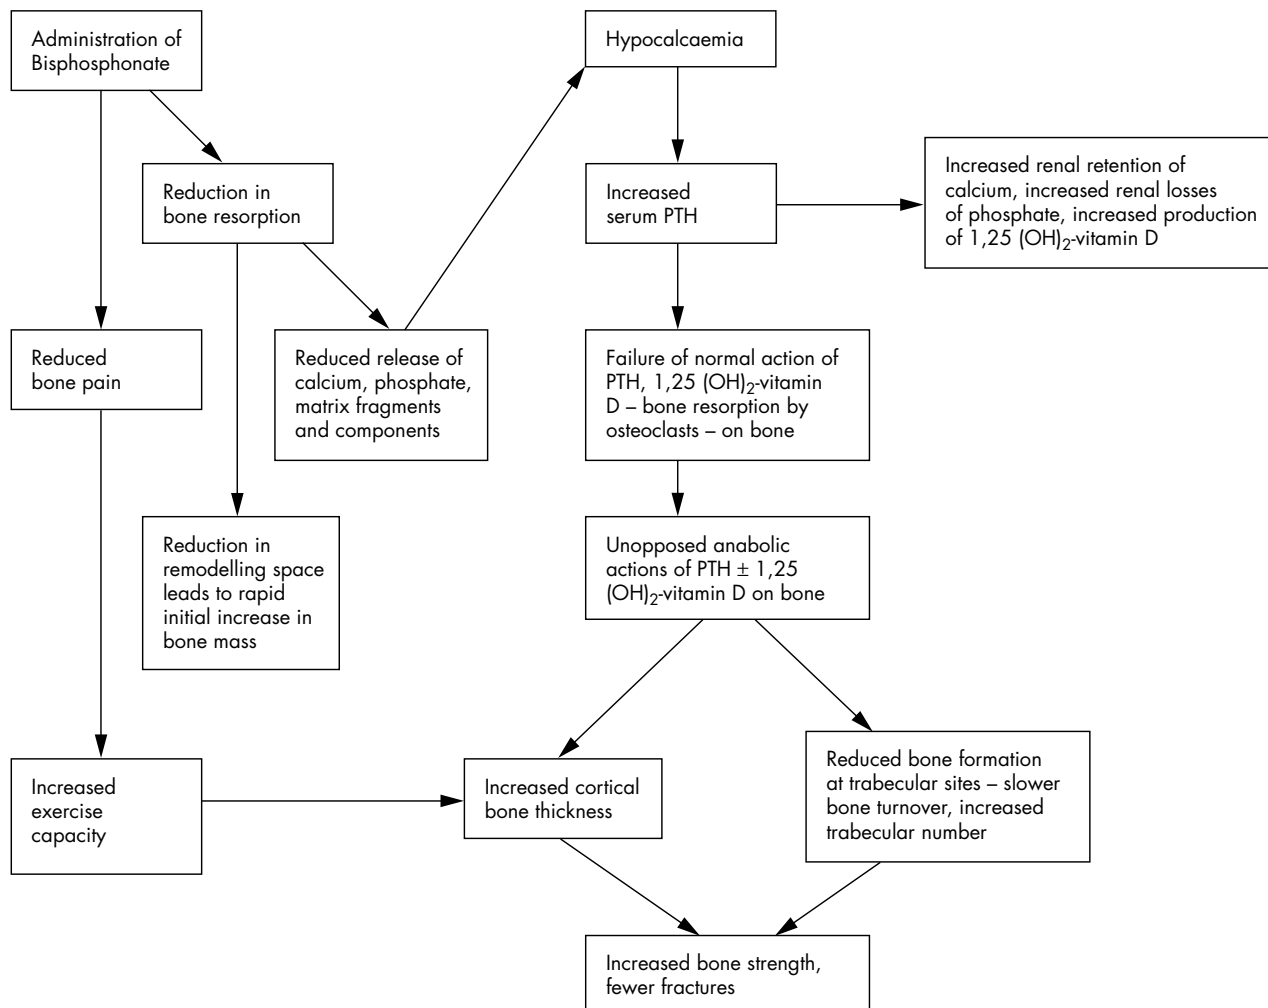 Administration of
Bisphosphonate
Hypocalcaemia
Reduction in
bone resorption
Increased
serum PTH
Increased renal retention of
calcium, increased renal losses
of phosphate, increased production
of 1,25 (OH)₂-vitamin D
Reduced
bone pain
Reduced release of
calcium, phosphate,
matrix fragments
and components
Failure of normal action of
PTH, 1,25 (OH)₂-vitamin
D – bone resorption by
osteoclasts – on bone
Reduction in
remodelling space
leads to rapid
initial increase in
bone mass
Unopposed anabolic
actions of PTH ± 1,25
(OH)₂-vitamin D on bone
Increased
exercise
capacity
Increased cortical
bone thickness
Reduced bone formation
at trabecular sites – slower
bone turnover, increased
trabecular number
Increased bone strength,
fewer fractures